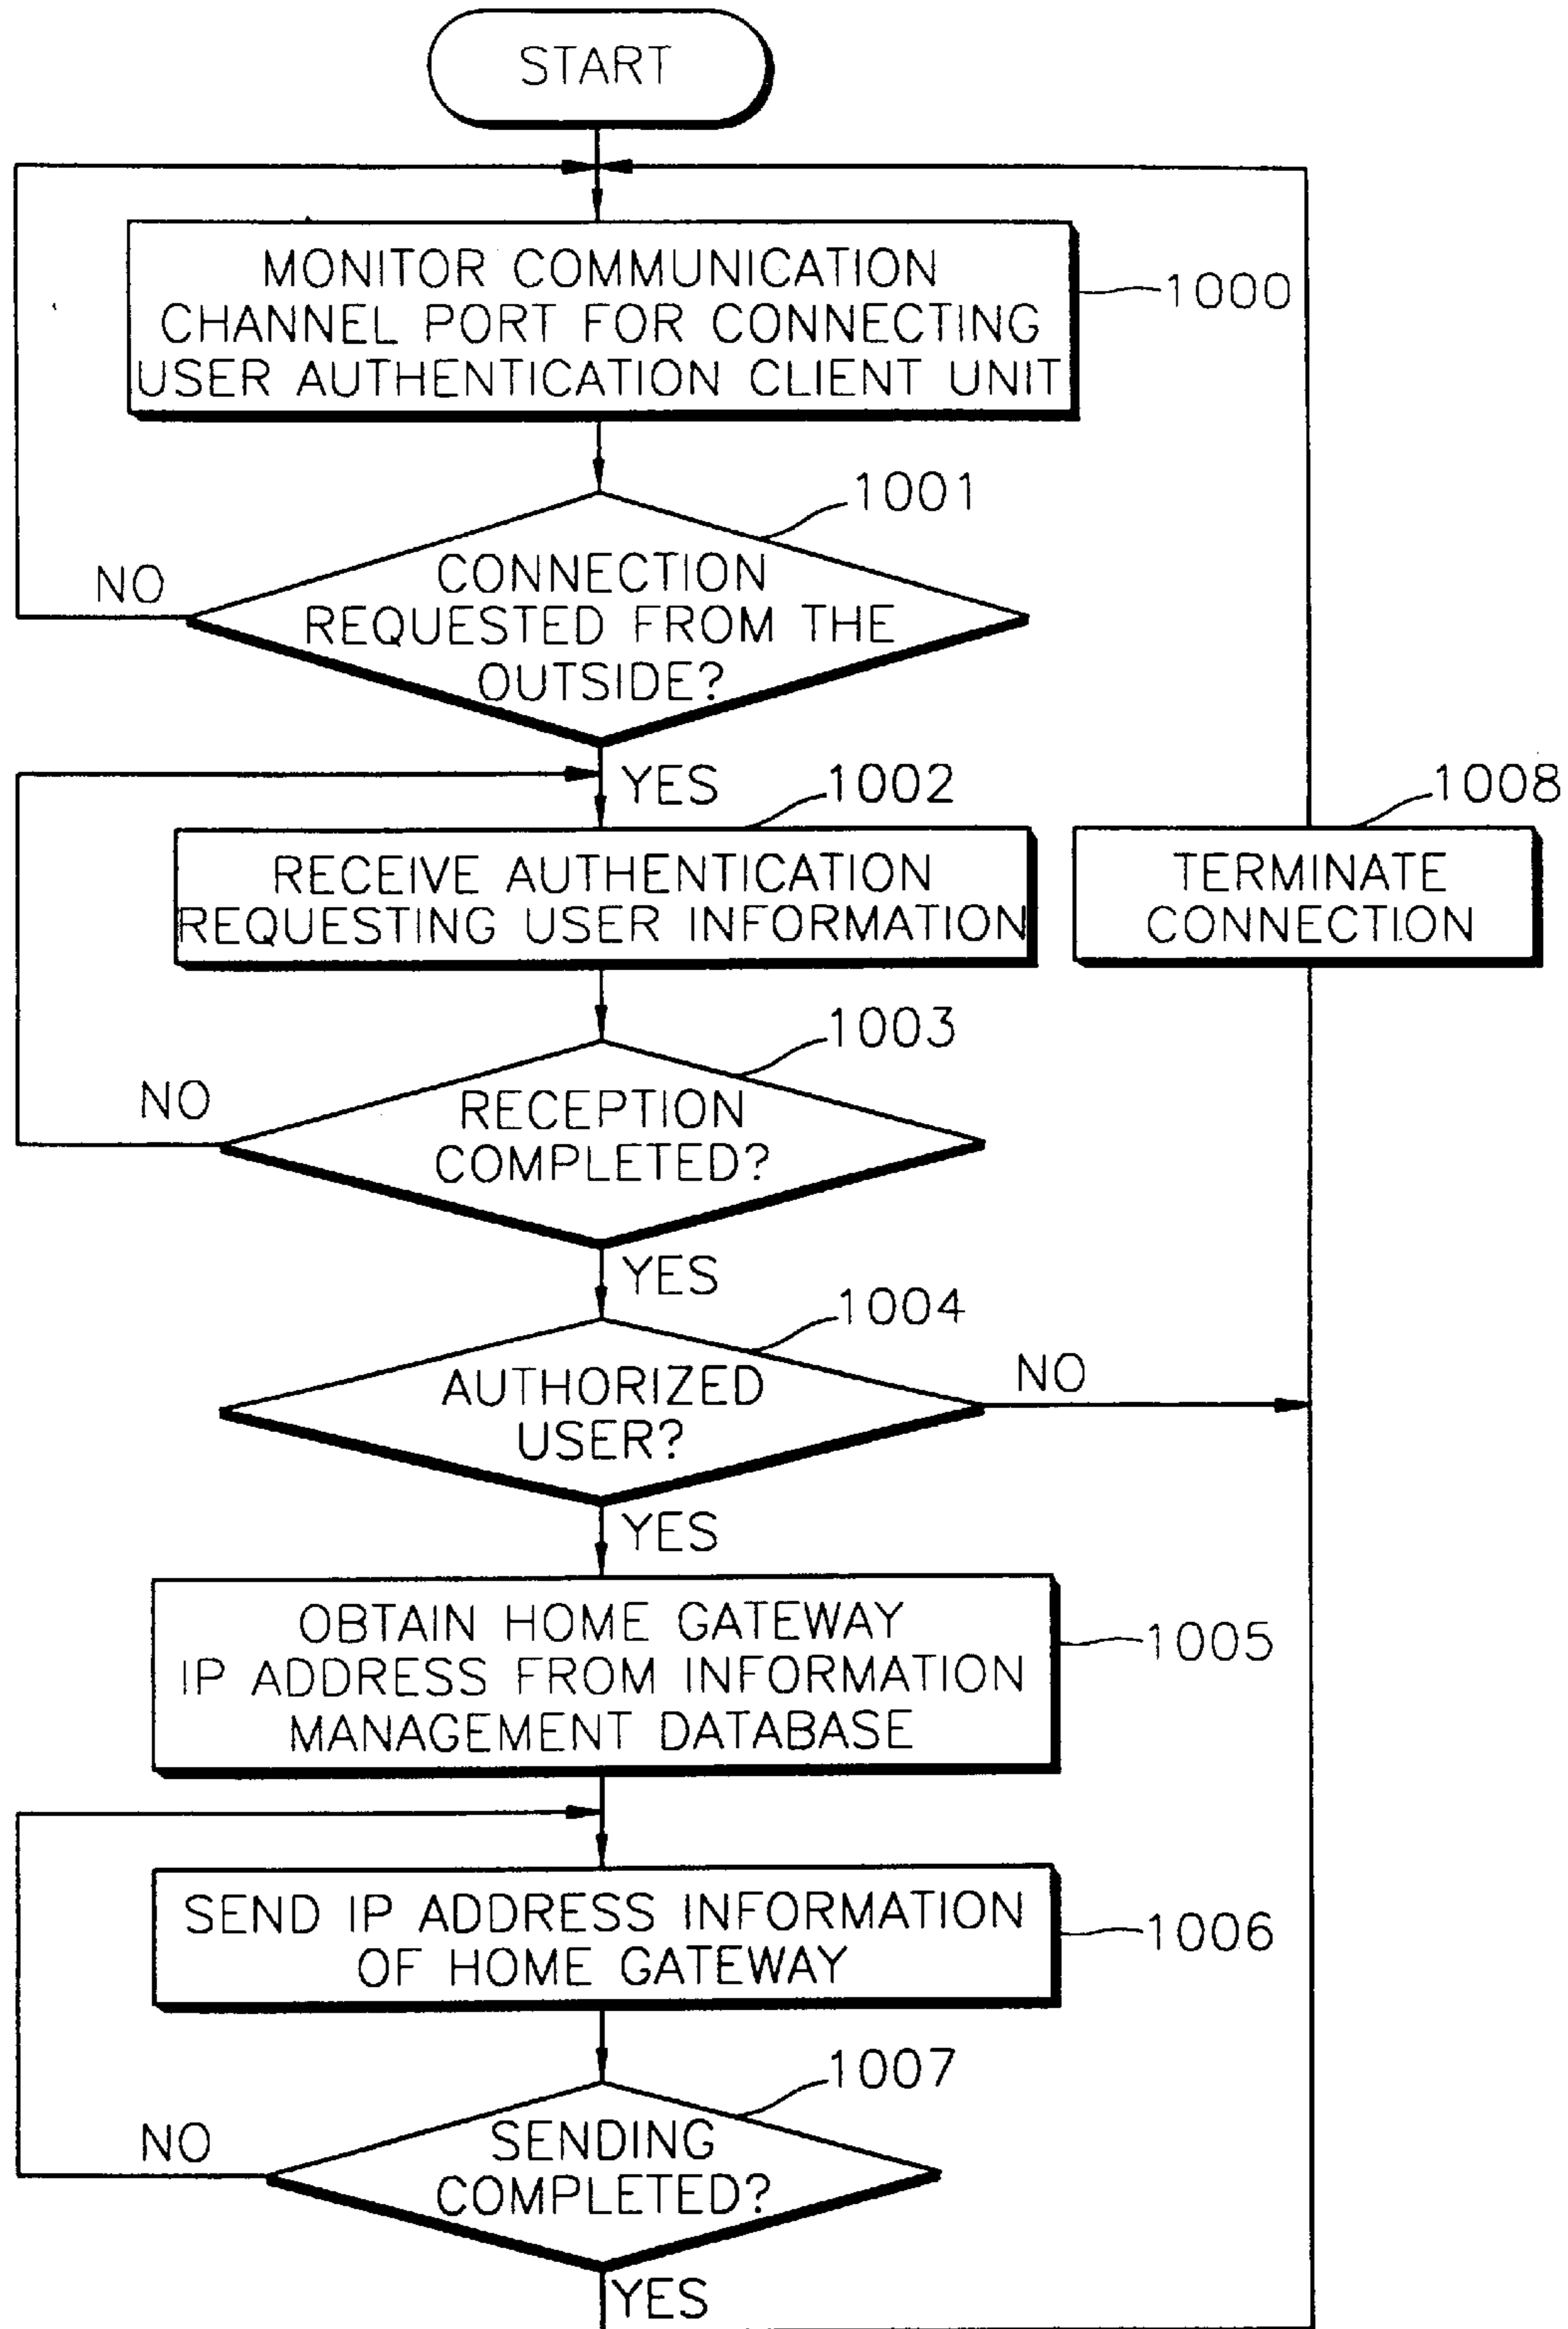 START
MONITOR COMMUNICATION
CHANNEL PORT FOR CONNECTING
USER AUTHENTICATION CLIENT UNIT
1000
1001
CONNECTION
REQUESTED FROM THE
OUTSIDE?
NO
YES
1002
RECEIVE AUTHENTICATION
REQUESTING USER INFORMATION
1008
TERMINATE
CONNECTION
1003
RECEPTION
COMPLETED?
NO
YES
1004
AUTHORIZED
USER?
NO
YES
OBTAIN HOME GATEWAY
IP ADDRESS FROM INFORMATION
MANAGEMENT DATABASE
1005
SEND IP ADDRESS INFORMATION
OF HOME GATEWAY
1006
1007
SENDING
COMPLETED?
NO
YES